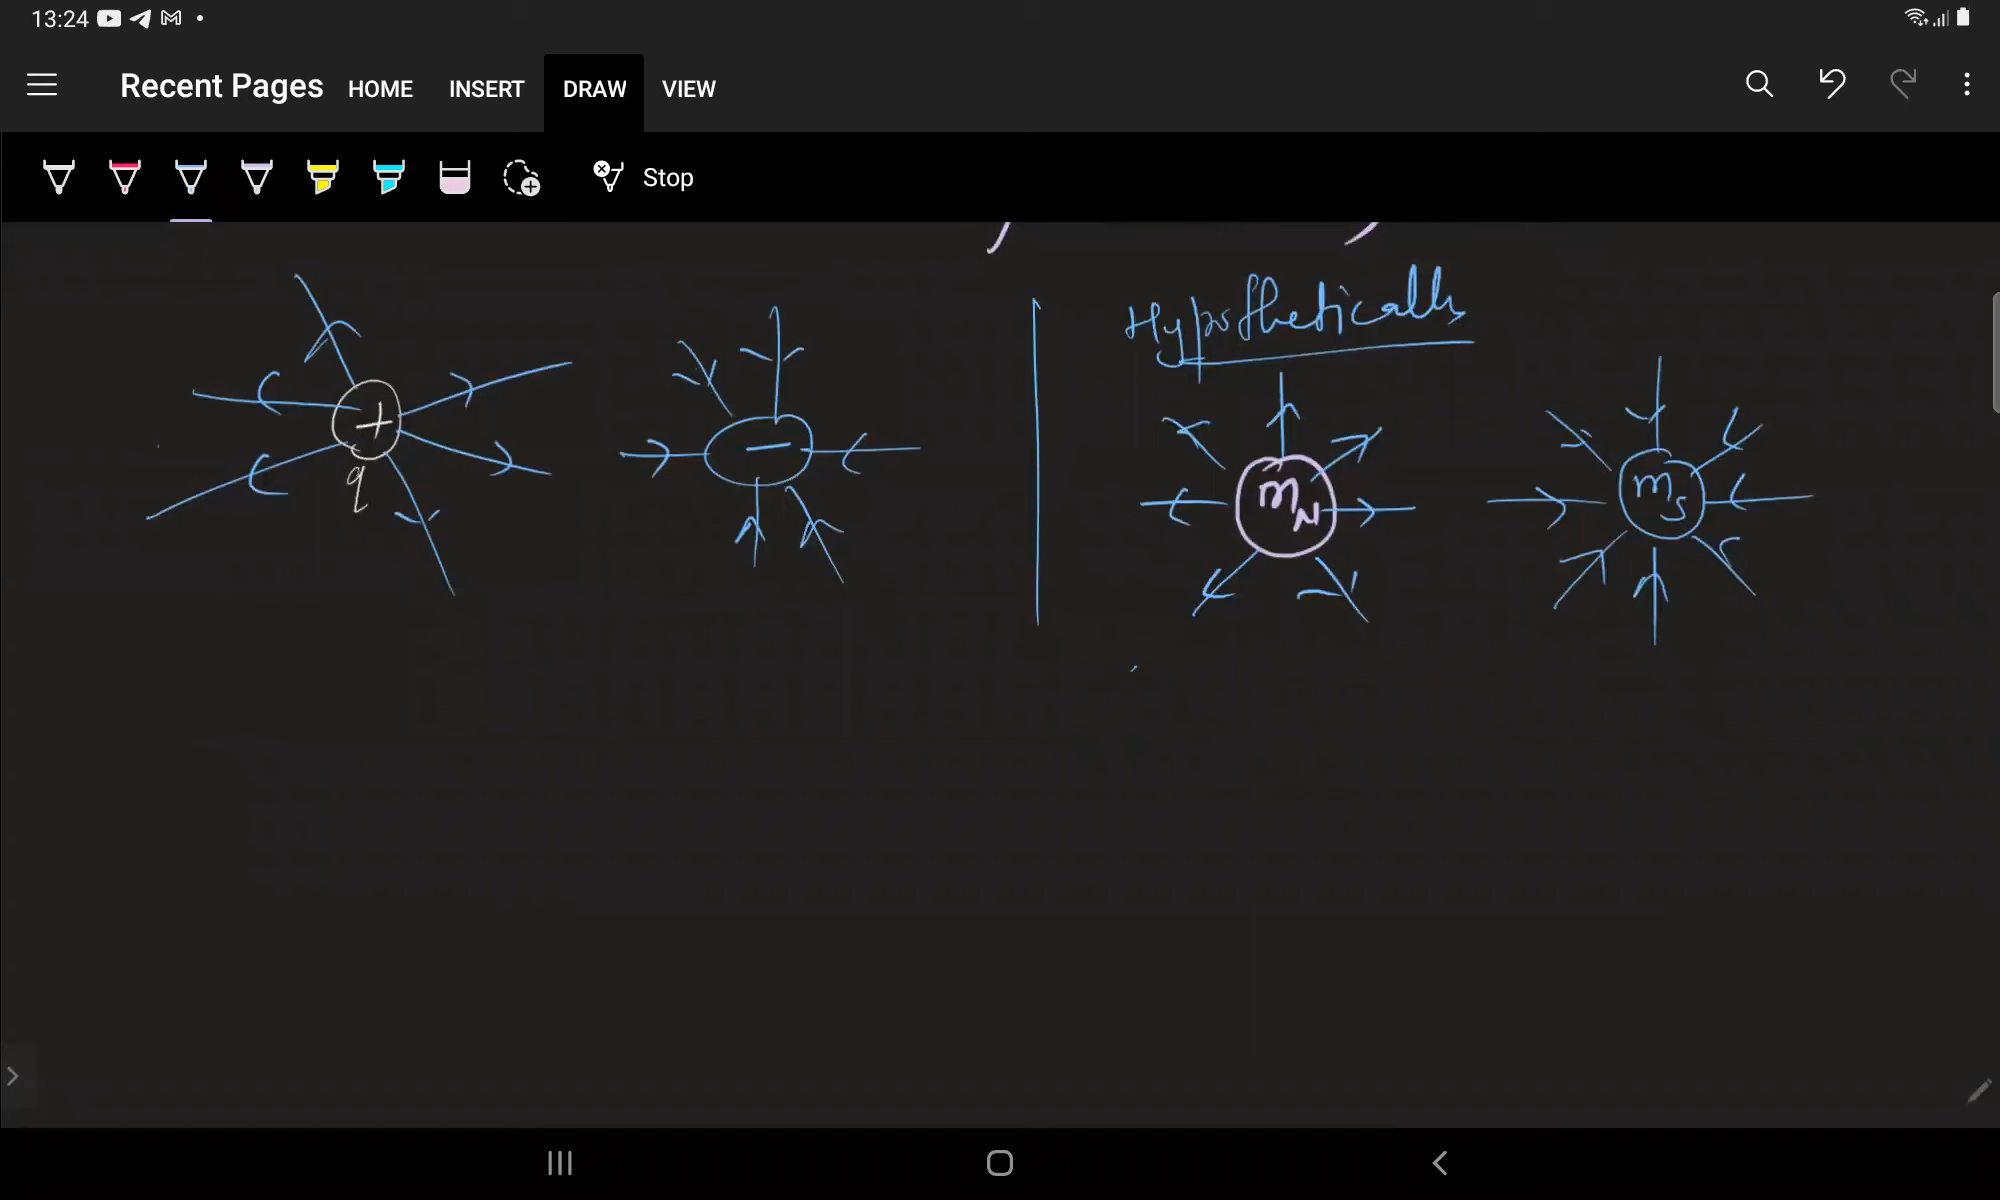 13:24
Recent Pages HOME INSERT DRAW VIEW
Stop
Hypothetically
+
q
−
mN
mS